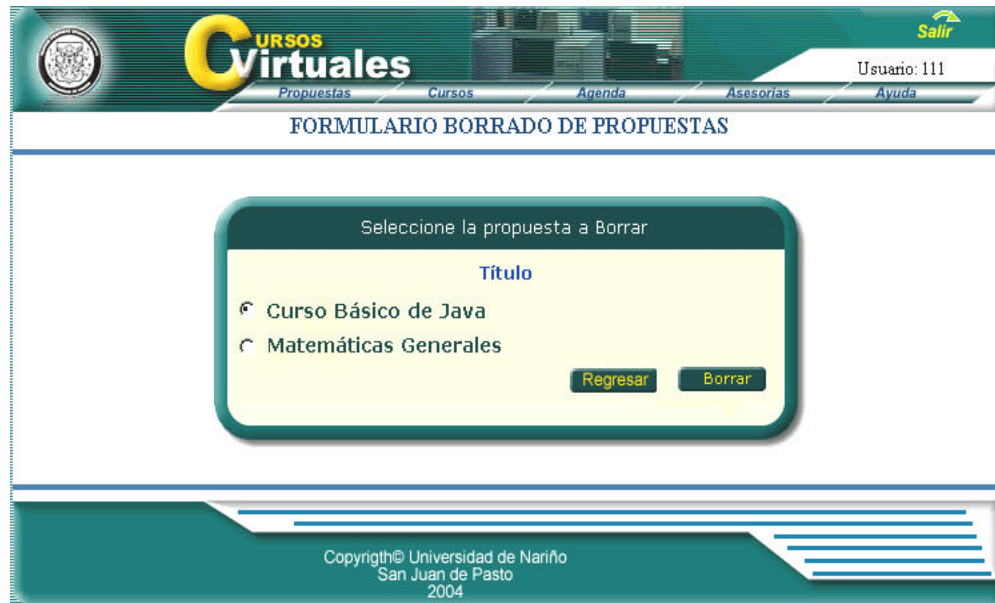 CURSOS
Virtuales
Salir
Usuario: 111
Propuestas Cursos Agenda Asesorias Ayuda
FORMULARIO BORRADO DE PROPUESTAS
Seleccione la propuesta a Borrar
Título
Curso Básico de Java
Matemáticas Generales
Regresar Borrar
Copyrigth© Universidad de Nariño
San Juan de Pasto
2004